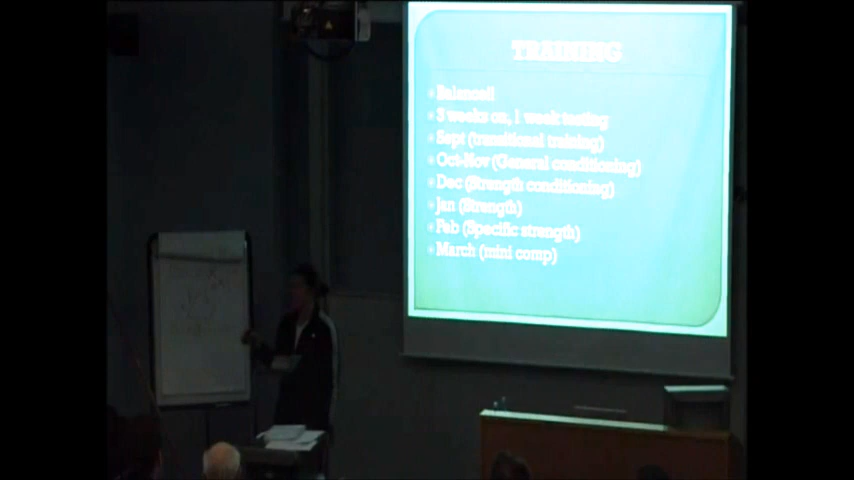 TRAINING
Balance!!
3 weeks on, 1 week testing
Sept (transitional training)
Oct-Nov (General conditioning)
Dec (Strength conditioning)
Jan (Strength)
Feb (Specific strength)
March (mini comp)